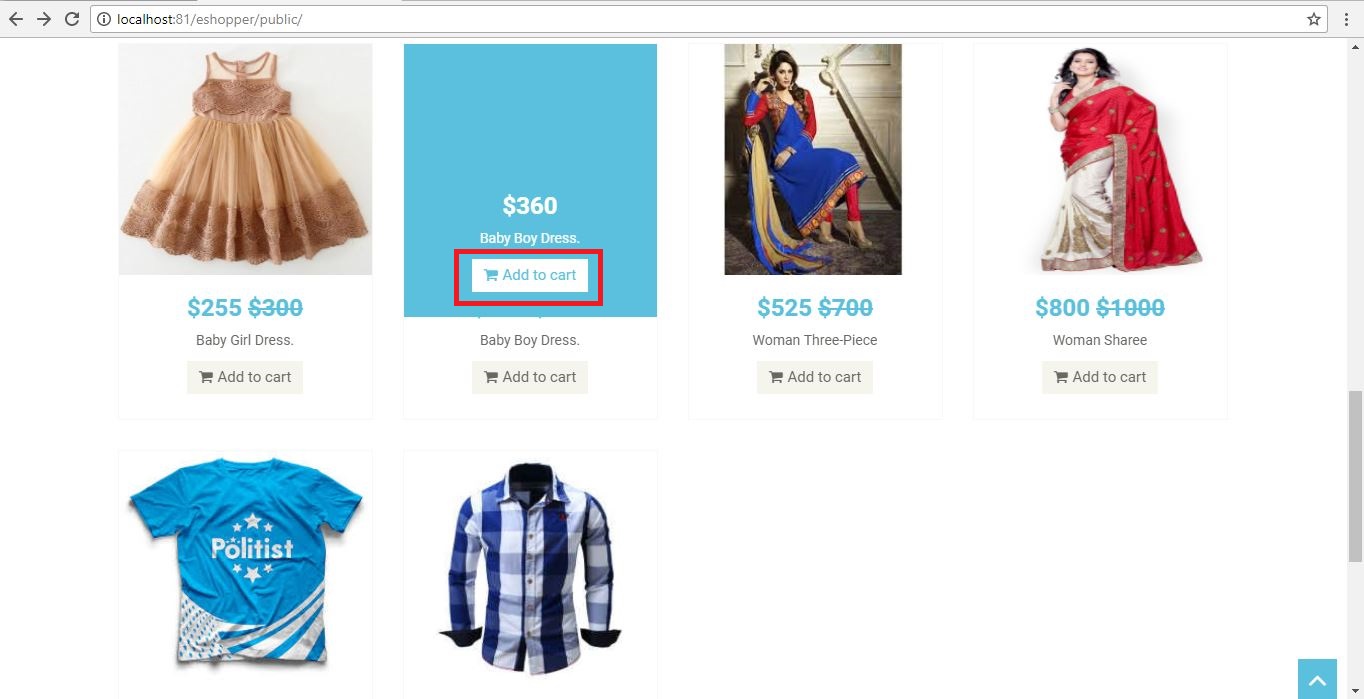 localhost:81/eshopper/public/
$360
Baby Boy Dress.
Add to cart
$255 $300
Baby Girl Dress.
Add to cart
Baby Boy Dress.
Add to cart
$525 $700
Woman Three-Piece
Add to cart
$800 $1000
Woman Sharee
Add to cart
Politist